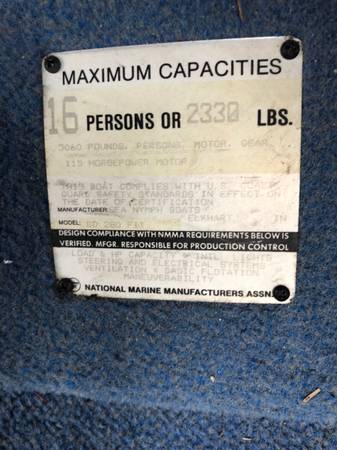 MAXIMUM CAPACITIES
16 PERSONS OR 2330 LBS.
3060 POUNDS, PERSONS, MOTOR, GEAR
115 HORSEPOWER MOTOR
THIS BOAT COMPLIES WITH U.S. COAST
GUARD SAFETY STANDARDS IN EFFECT ON
THE DATE OF CERTIFICATION
MANUFACTURER: SEA NYMPH BOATS
ELKHART, IN
MODEL:
DESIGN COMPLIANCE WITH NMMA REQUIREMENTS BELOW IS
VERIFIED. MFGR. RESPONSIBLE FOR PRODUCTION CONTROL
LOAD & HP CAPACITY * INTL LIGHTS
STEERING AND ELECTRICAL SYSTEMS
VENTILATION * BASIC FLOTATION
MANEUVERABILITY
NATIONAL MARINE MANUFACTURERS ASSN.